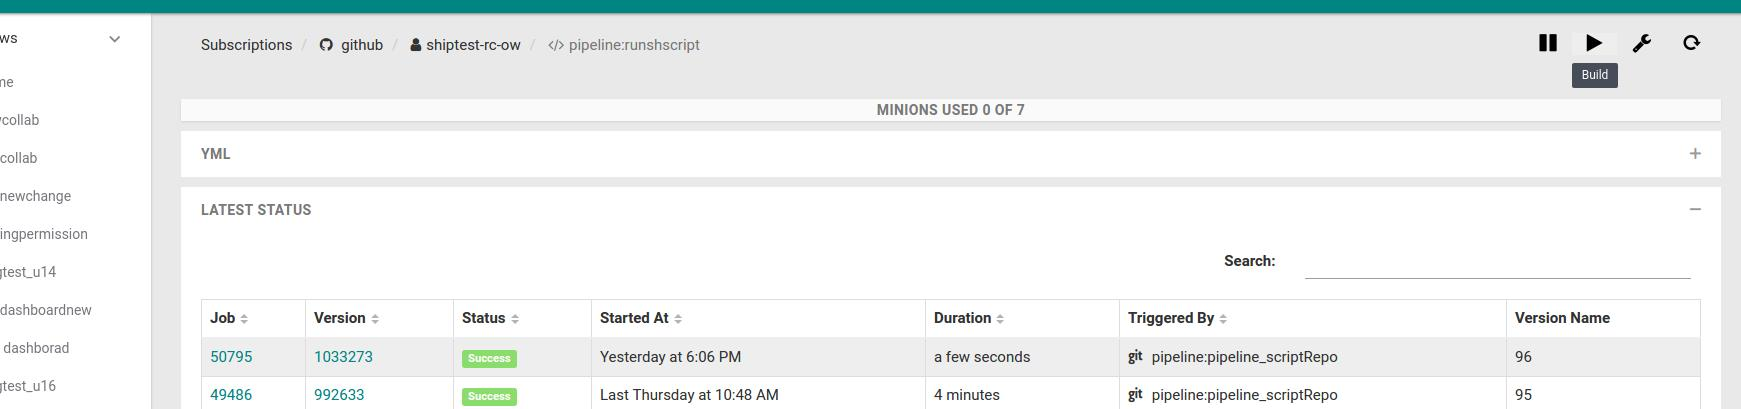 ws
Subscriptions / github / shiptest-rc-ow / </> pipeline:runshscript
Build
me
MINIONS USED 0 OF 7
collab
YML
collab
newchange
LATEST STATUS
ingpermission
Search:
gtest_u14
dashboardnew
Job Version Status Started At Duration Triggered By Version Name
dashborad
50795 1033273 Success Yesterday at 6:06 PM a few seconds git pipeline:pipeline_scriptRepo 96
gtest_u16
49486 992633 Success Last Thursday at 10:48 AM 4 minutes git pipeline:pipeline_scriptRepo 95